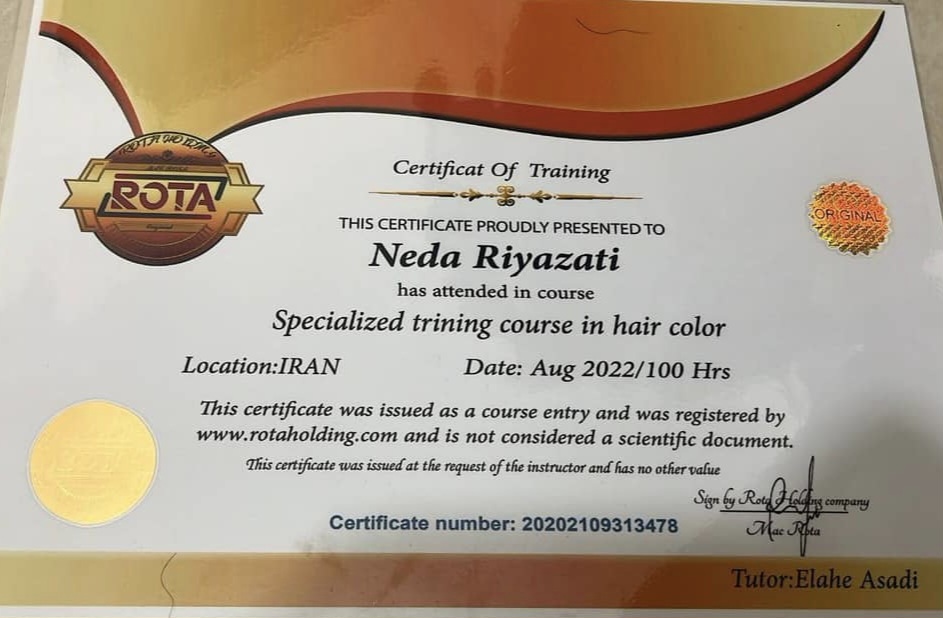 ROTA HOLDING
ROTA
Original
Certificat Of Training
THIS CERTIFICATE PROUDLY PRESENTED TO
ORIGINAL
Neda Riyazati
has attended in course
Specialized trining course in hair color
Location:IRAN Date: Aug 2022/100 Hrs
This certificate was issued as a course entry and was registered by
www.rotaholding.com and is not considered a scientific document.
This certificate was issued at the request of the instructor and has no other value
ROTA
Sign by Rota Holding company
Mac Rota
Certificate number: 20202109313478
Tutor:Elahe Asadi